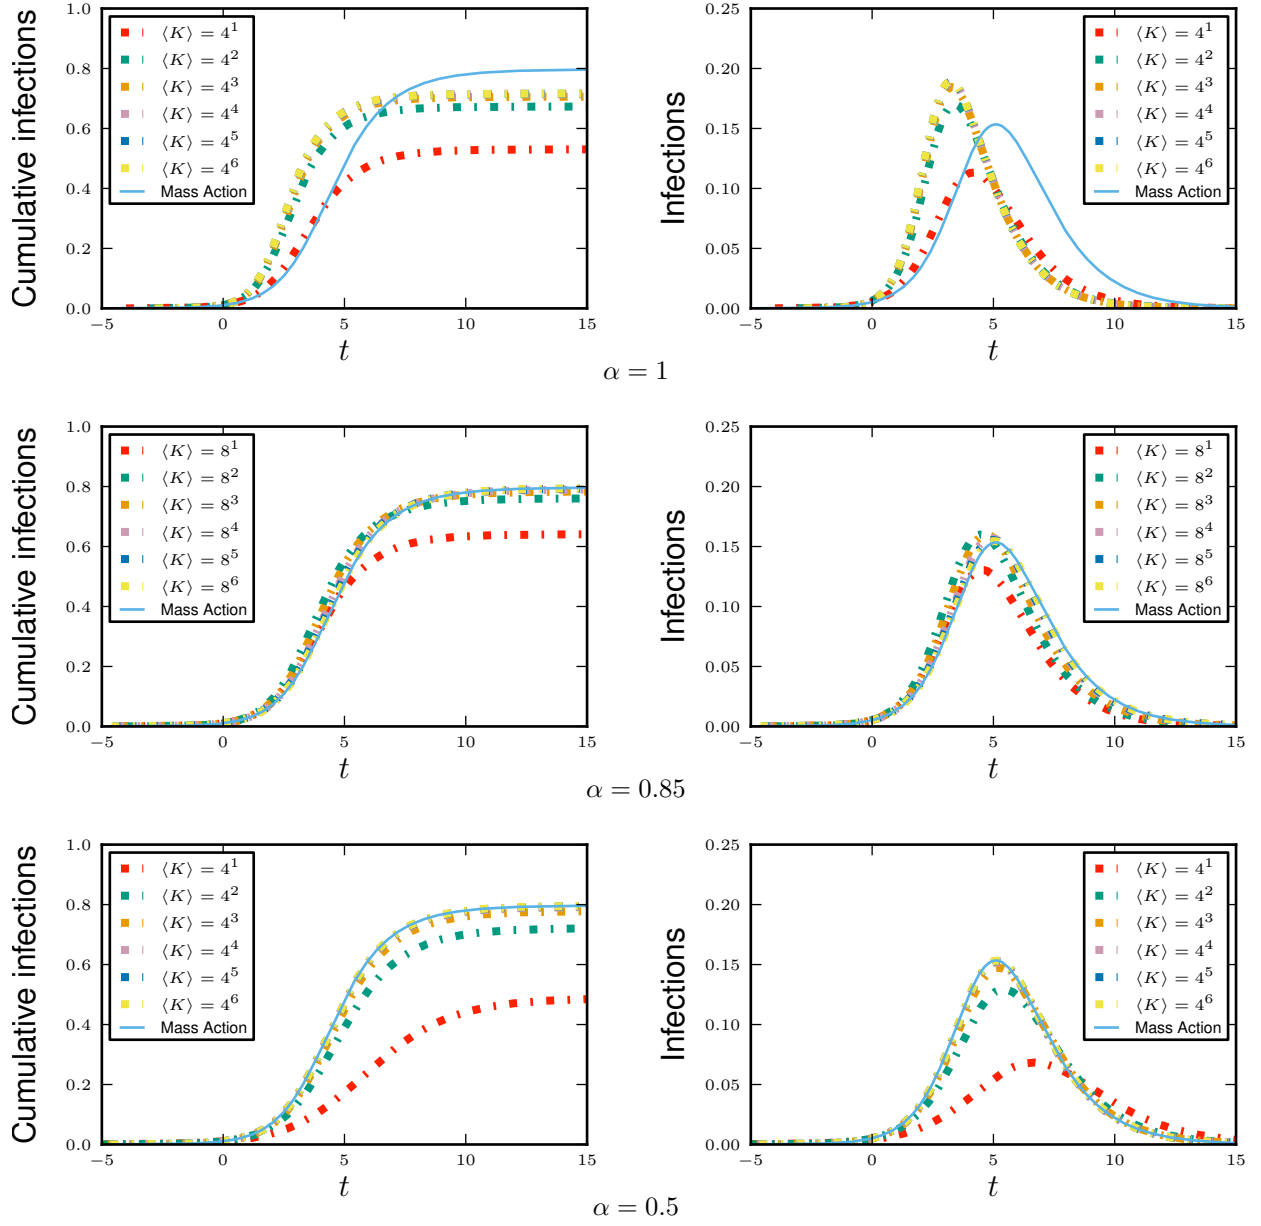 Cumulative infections
1.0
0.8
0.6
0.4
0.2
0.0
−5 0 5 10 15
t
⟨K⟩ = 4¹
⟨K⟩ = 4²
⟨K⟩ = 4³
⟨K⟩ = 4⁴
⟨K⟩ = 4⁵
⟨K⟩ = 4⁶
Mass Action
Infections
0.25
0.20
0.15
0.10
0.05
0.00
−5 0 5 10 15
t
⟨K⟩ = 4¹
⟨K⟩ = 4²
⟨K⟩ = 4³
⟨K⟩ = 4⁴
⟨K⟩ = 4⁵
⟨K⟩ = 4⁶
Mass Action
α = 1
Cumulative infections
1.0
0.8
0.6
0.4
0.2
0.0
−5 0 5 10 15
t
⟨K⟩ = 8¹
⟨K⟩ = 8²
⟨K⟩ = 8³
⟨K⟩ = 8⁴
⟨K⟩ = 8⁵
⟨K⟩ = 8⁶
Mass Action
Infections
0.25
0.20
0.15
0.10
0.05
0.00
−5 0 5 10 15
t
⟨K⟩ = 8¹
⟨K⟩ = 8²
⟨K⟩ = 8³
⟨K⟩ = 8⁴
⟨K⟩ = 8⁵
⟨K⟩ = 8⁶
Mass Action
α = 0.85
Cumulative infections
1.0
0.8
0.6
0.4
0.2
0.0
−5 0 5 10 15
t
⟨K⟩ = 4¹
⟨K⟩ = 4²
⟨K⟩ = 4³
⟨K⟩ = 4⁴
⟨K⟩ = 4⁵
⟨K⟩ = 4⁶
Mass Action
Infections
0.25
0.20
0.15
0.10
0.05
0.00
−5 0 5 10 15
t
⟨K⟩ = 4¹
⟨K⟩ = 4²
⟨K⟩ = 4³
⟨K⟩ = 4⁴
⟨K⟩ = 4⁵
⟨K⟩ = 4⁶
Mass Action
α = 0.5